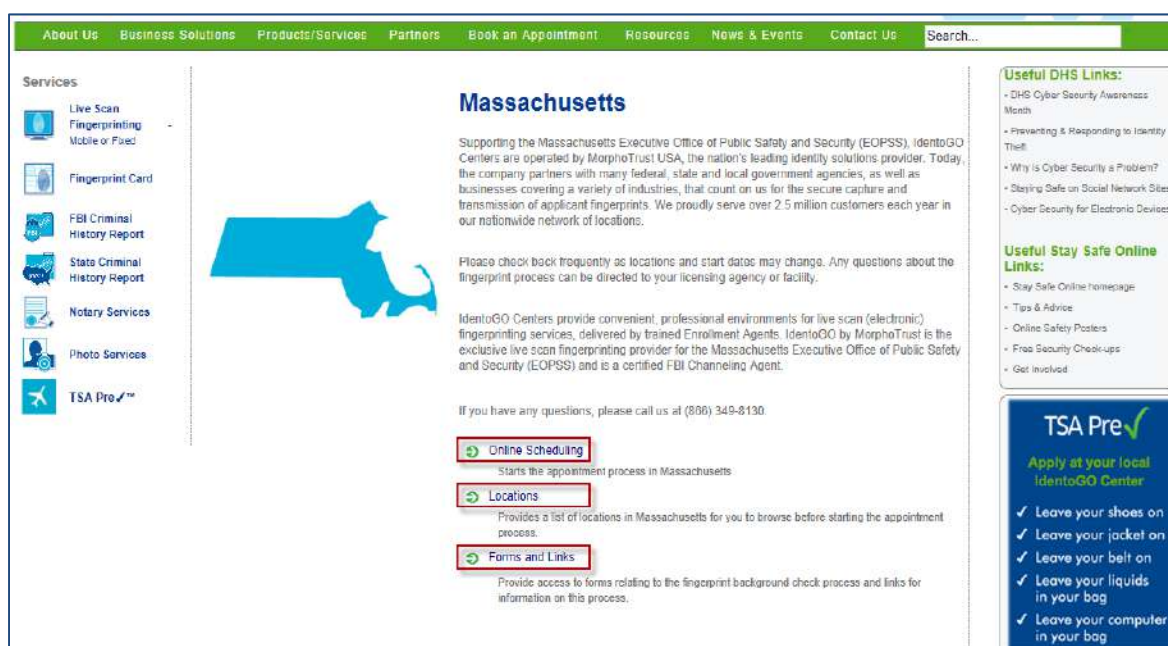 About Us Business Solutions Products/Services Partners Book an Appointment Resources News & Events Contact Us Search...
Services
Live Scan
Fingerprinting -
Mobile or Fixed
Fingerprint Card
FBI Criminal
History Report
State Criminal
History Report
Notary Services
Photo Services
TSA Pre✓™
Massachusetts
Supporting the Massachusetts Executive Office of Public Safety and Security (EOPSS), IdentoGO
Centers are operated by MorphoTrust USA, the nation's leading identity solutions provider. Today,
the company partners with many federal, state and local government agencies, as well as
businesses covering a variety of industries, that count on us for the secure capture and
transmission of applicant fingerprints. We proudly serve over 2.5 million customers each year in
our nationwide network of locations.
Please check back frequently as locations and start dates may change. Any questions about the
fingerprint process can be directed to your licensing agency or facility.
IdentoGO Centers provide convenient, professional environments for live scan (electronic)
fingerprinting services, delivered by trained Enrollment Agents. IdentoGO by MorphoTrust is the
exclusive live scan fingerprinting provider for the Massachusetts Executive Office of Public Safety
and Security (EOPSS) and is a certified FBI Channeling Agent.
If you have any questions, please call us at (866) 349-8130.
Online Scheduling
Starts the appointment process in Massachusetts
Locations
Provides a list of locations in Massachusetts for you to browse before starting the appointment
process.
Forms and Links
Provide access to forms relating to the fingerprint background check process and links for
information on this process.
Useful DHS Links:
- DHS Cyber Security Awareness
Month
- Preventing & Responding to Identity
Theft
- Why is Cyber Security a Problem?
- Staying Safe on Social Network Sites
- Cyber Security for Electronic Devices
Useful Stay Safe Online
Links:
- Stay Safe Online homepage
- Tips & Advice
- Online Safety Posters
- Free Security Check-ups
- Get Involved
TSA Pre✓
Apply at your local
IdentoGO Center
✓ Leave your shoes on
✓ Leave your jacket on
✓ Leave your belt on
✓ Leave your liquids
in your bag
✓ Leave your computer
in your bag